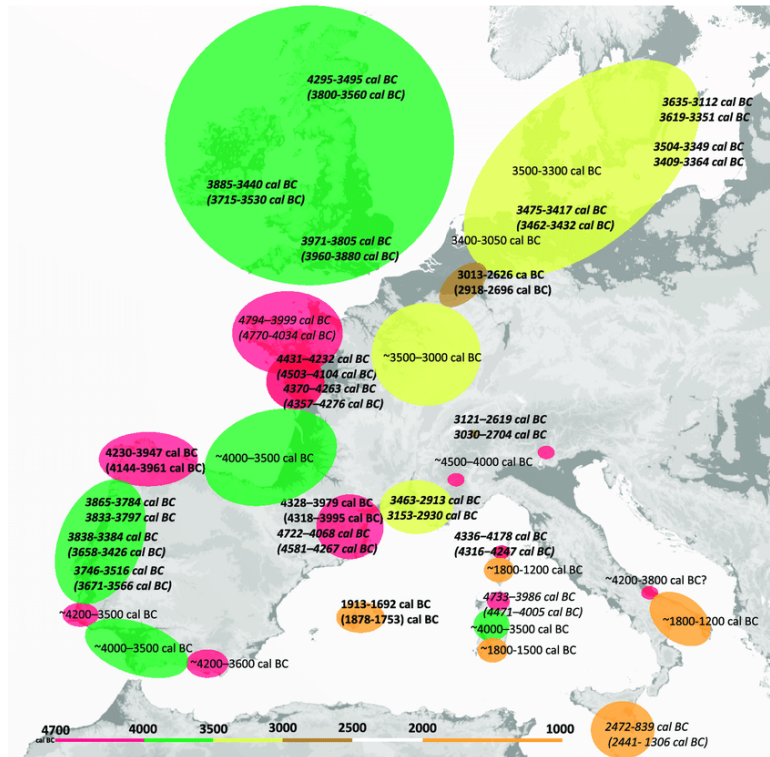 4295-3495 cal BC
(3800-3560 cal BC)
3635-3112 cal BC
3619-3351 cal BC
3504-3349 cal BC
3409-3364 cal BC
3500-3300 cal BC
3885-3440 cal BC
(3715-3530 cal BC)
3475-3417 cal BC
(3462-3432 cal BC)
3971-3805 cal BC
(3960-3880 cal BC)
3400-3050 cal BC
3013-2626 ca BC
(2918-2696 cal BC)
4794–3999 cal BC
(4770-4034 cal BC)
4431–4232 cal BC
(4503–4104 cal BC)
4370–4263 cal BC
(4357–4276 cal BC)
~3500–3000 cal BC
3121–2619 cal BC
3030–2704 cal BC
~4500–4000 cal BC
4230-3947 cal BC
(4144-3961 cal BC)
~4000–3500 cal BC
3865-3784 cal BC
3833-3797 cal BC
3838-3384 cal BC
(3658-3426 cal BC)
3746-3516 cal BC
(3671-3566 cal BC)
4328–3979 cal BC
(4318–3995 cal BC)
4722–4068 cal BC
(4581–4267 cal BC)
3463-2913 cal BC
3153-2930 cal BC)
4336–4178 cal BC
(4316–4247 cal BC)
~1800-1200 cal BC
4733–3986 cal BC
(4471–4005 cal BC)
~4000–3500 cal BC
~1800-1500 cal BC
~4200-3800 cal BC?
~1800-1200 cal BC
1913-1692 cal BC
(1878-1753) cal BC
~4200–3500 cal BC
~4000–3500 cal BC
~4200–3600 cal BC
2472-839 cal BC
(2441- 1306 cal BC)
4700 4000 3500 3000 2500 2000 1000
cal BC